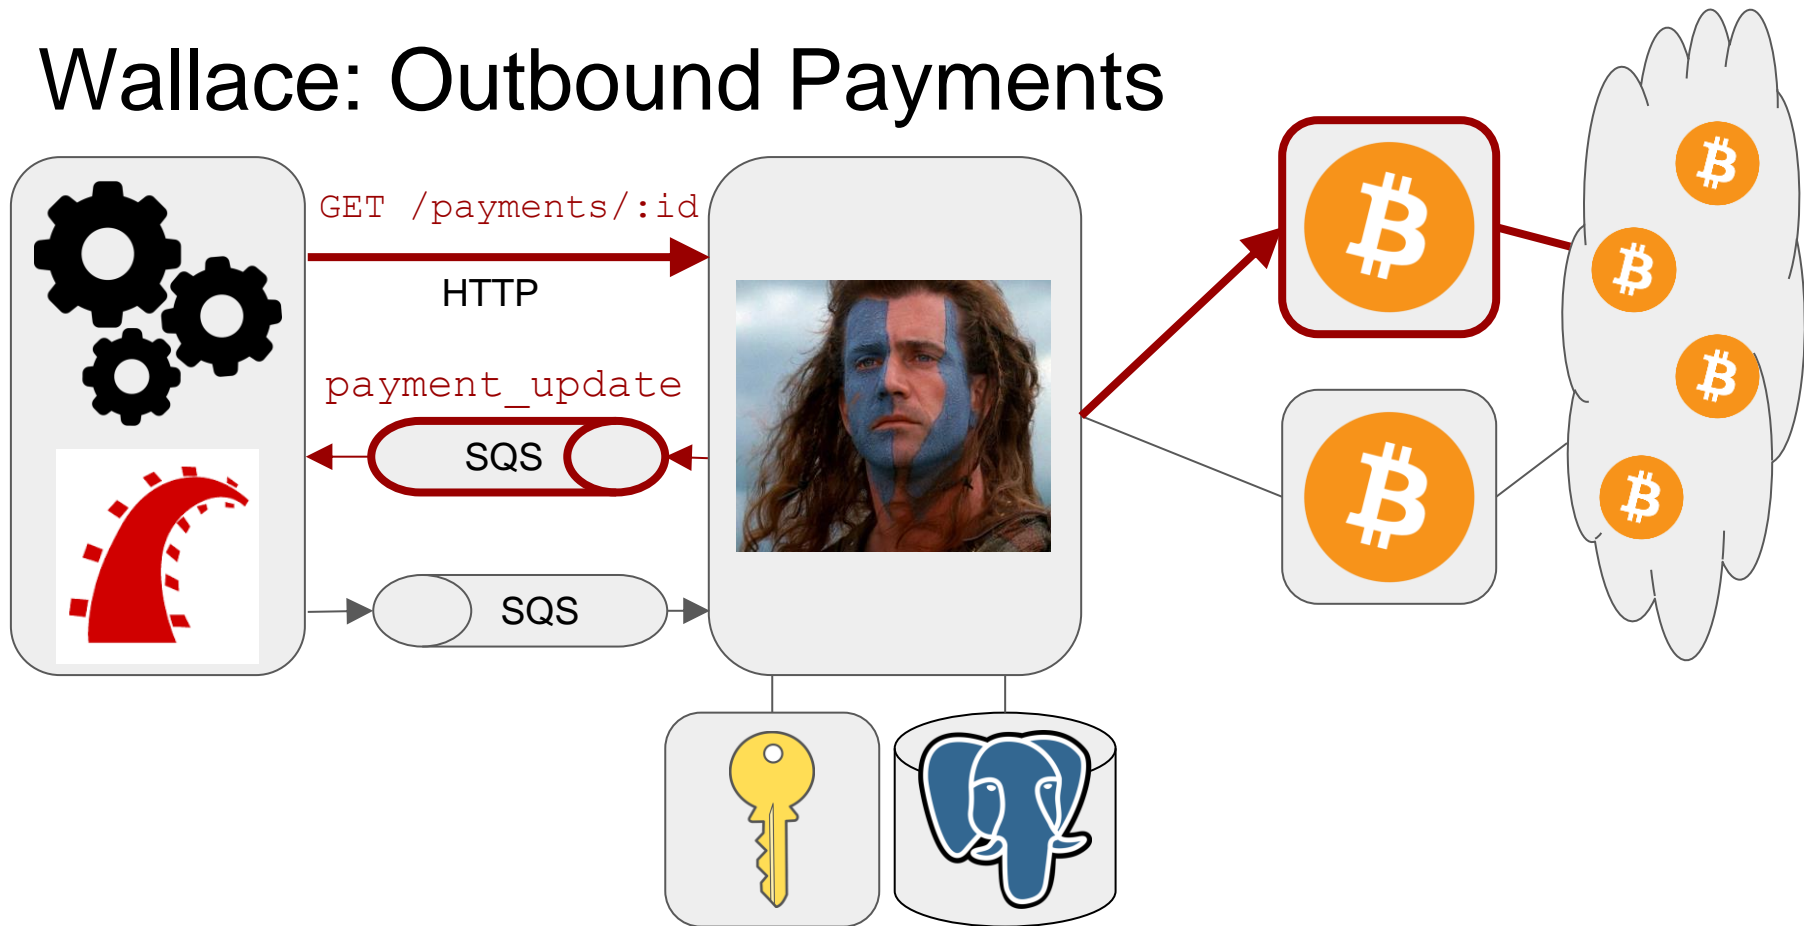 Wallace: Outbound Payments
GET /payments/:id
HTTP
payment_update
SQS
SQS